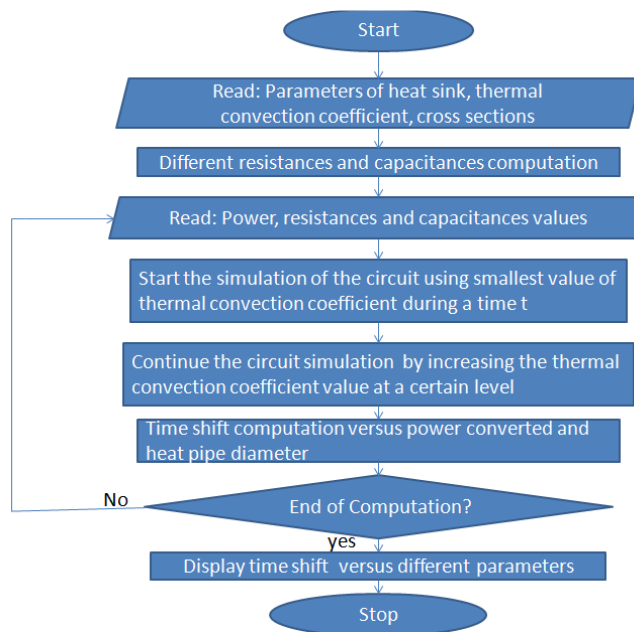 Start
Read: Parameters of heat sink, thermal
convection coefficient, cross sections
Different resistances and capacitances computation
Read: Power, resistances and capacitances values
Start the simulation of the circuit using smallest value of
thermal convection coefficient during a time t
Continue the circuit simulation by increasing the thermal
convection coefficient value at a certain level
Time shift computation versus power converted and
heat pipe diameter
No
End of Computation?
yes
Display time shift versus different parameters
Stop